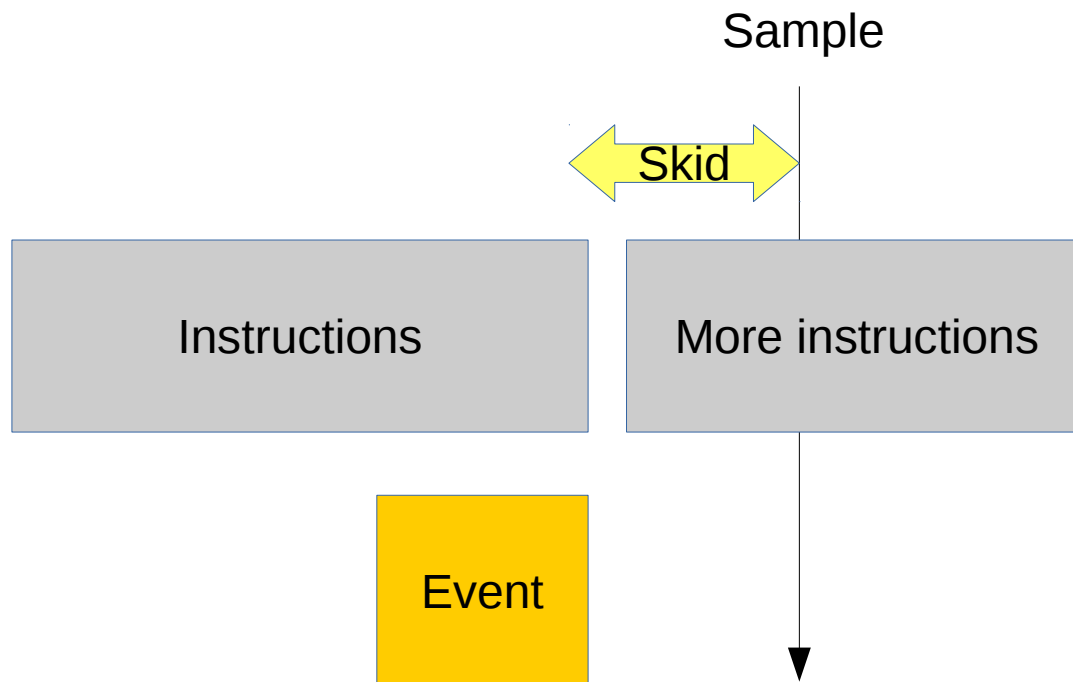 Sample
Skid
Instructions
More instructions
Event